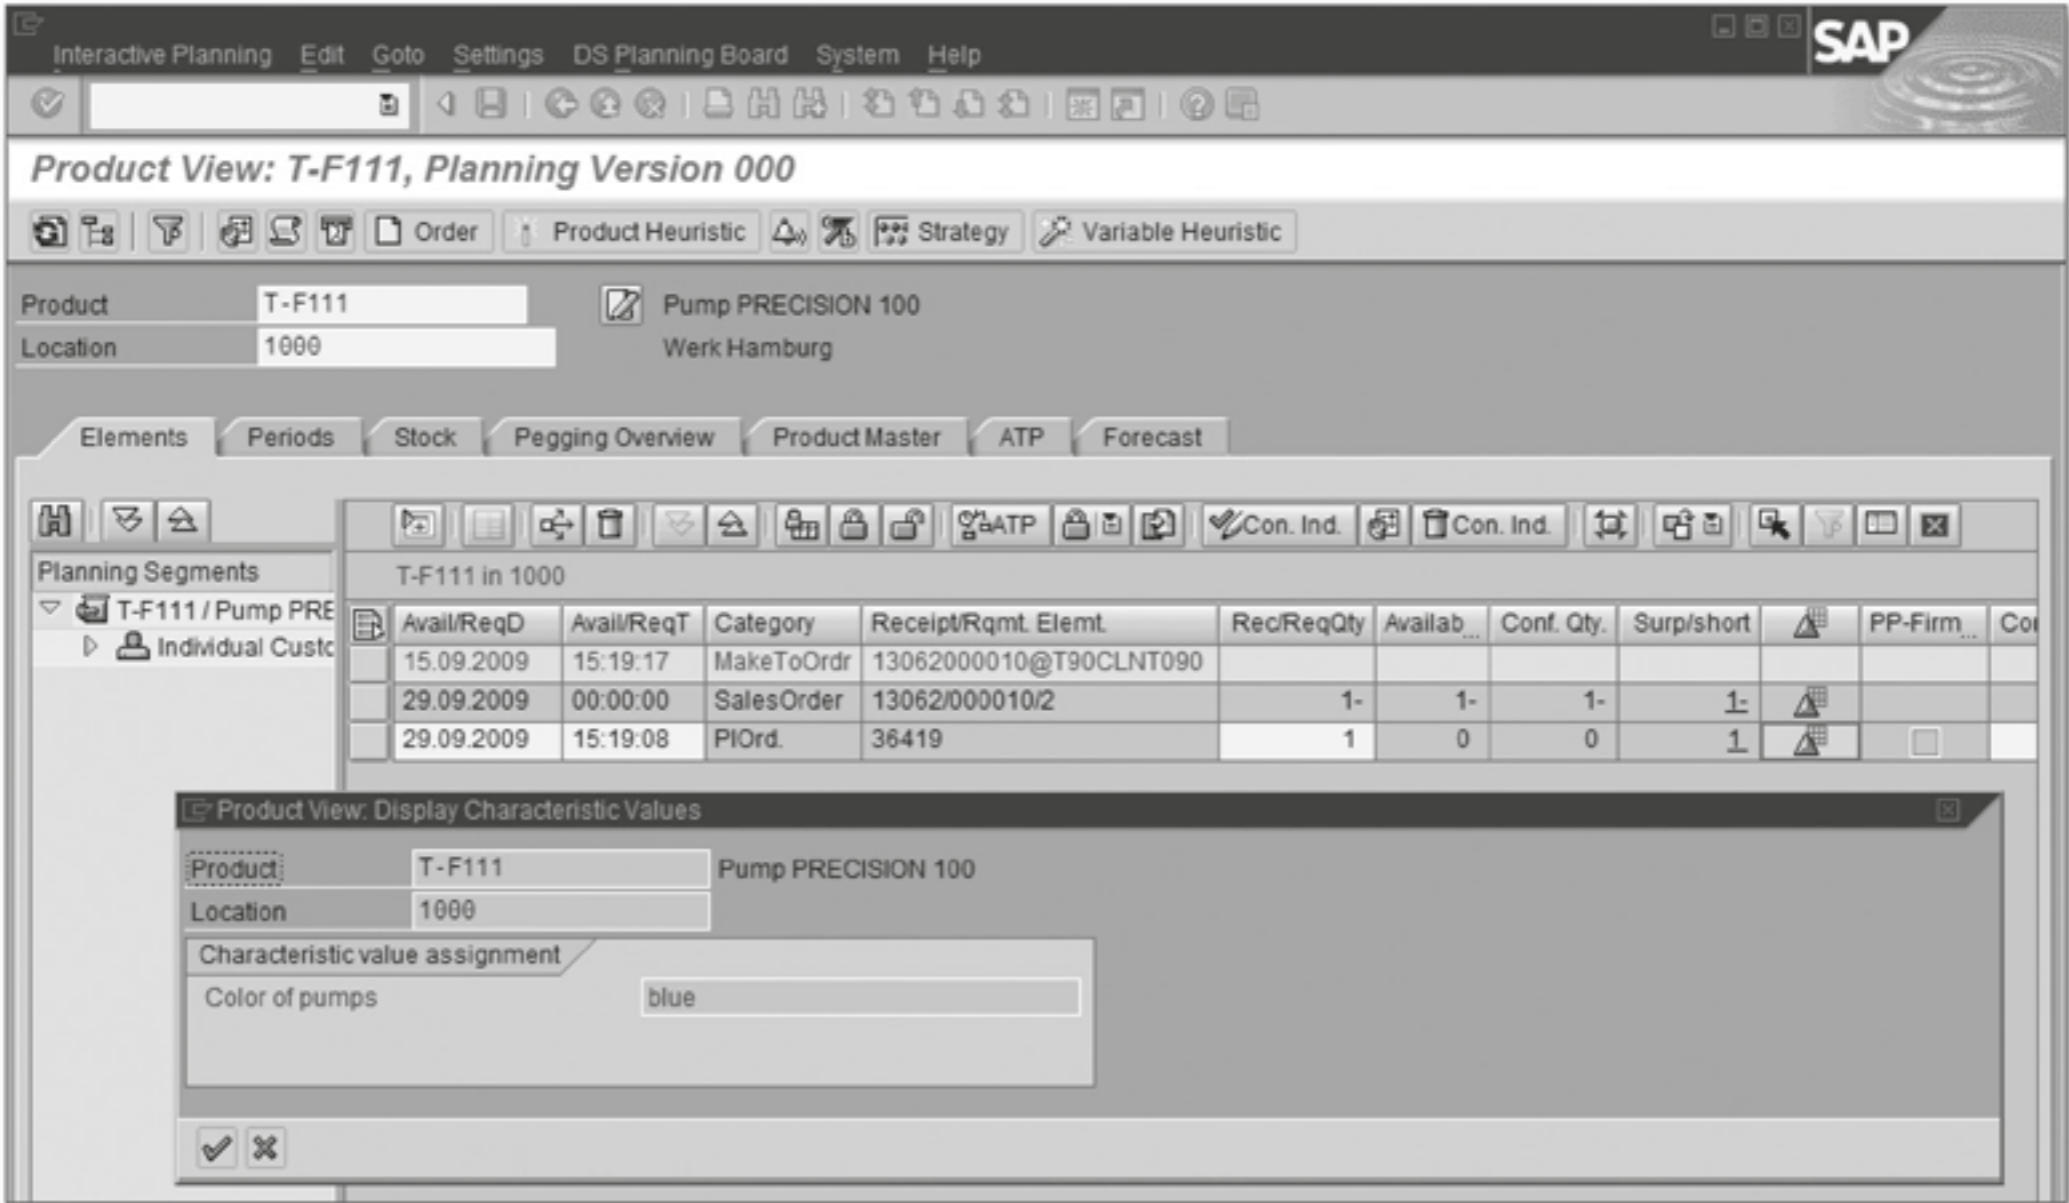 Interactive Planning Edit Goto Settings DS Planning Board System Help
SAP
Product View: T-F111, Planning Version 000
Order Product Heuristic Strategy Variable Heuristic
Product T-F111 Pump PRECISION 100
Location 1000 Werk Hamburg
Elements Periods Stock Pegging Overview Product Master ATP Forecast
ATP Con. Ind. Con. Ind.
Planning Segments
T-F111 in 1000
T-F111 / Pump PRE
Individual Custc
Avail/ReqD Avail/ReqT Category Receipt/Rqmt. Elemt. Rec/ReqQty Availab... Conf. Qty. Surp/short PP-Firm... Con
15.09.2009 15:19:17 MakeToOrdr 13062000010@T90CLNT090
29.09.2009 00:00:00 SalesOrder 13062/000010/2 1- 1- 1- 1-
29.09.2009 15:19:08 PlOrd. 36419 1 0 0 1
Product View: Display Characteristic Values
Product T-F111 Pump PRECISION 100
Location 1000
Characteristic value assignment
Color of pumps blue